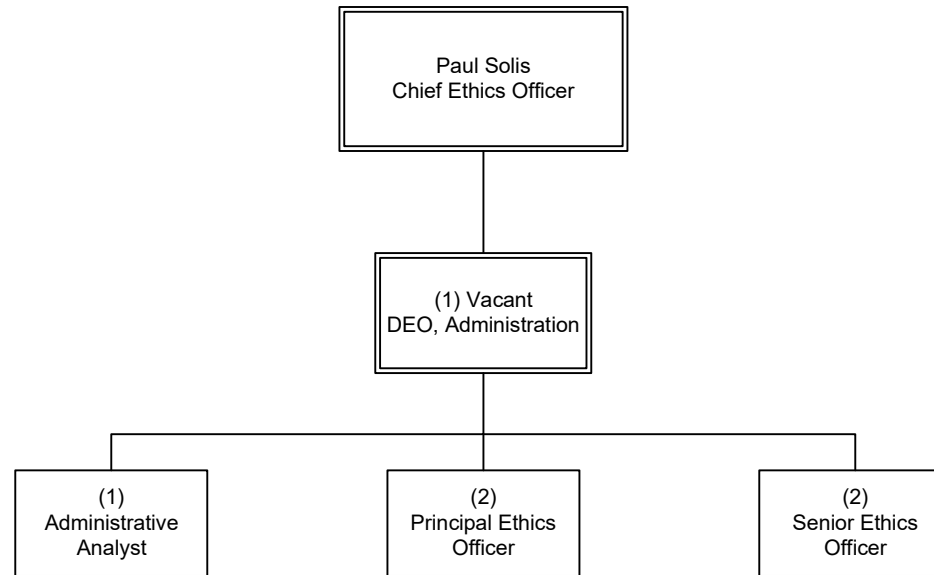 Paul Solis
Chief Ethics Officer
(1) Vacant
DEO, Administration
(1)
Administrative
Analyst
(2)
Principal Ethics
Officer
(2)
Senior Ethics
Officer